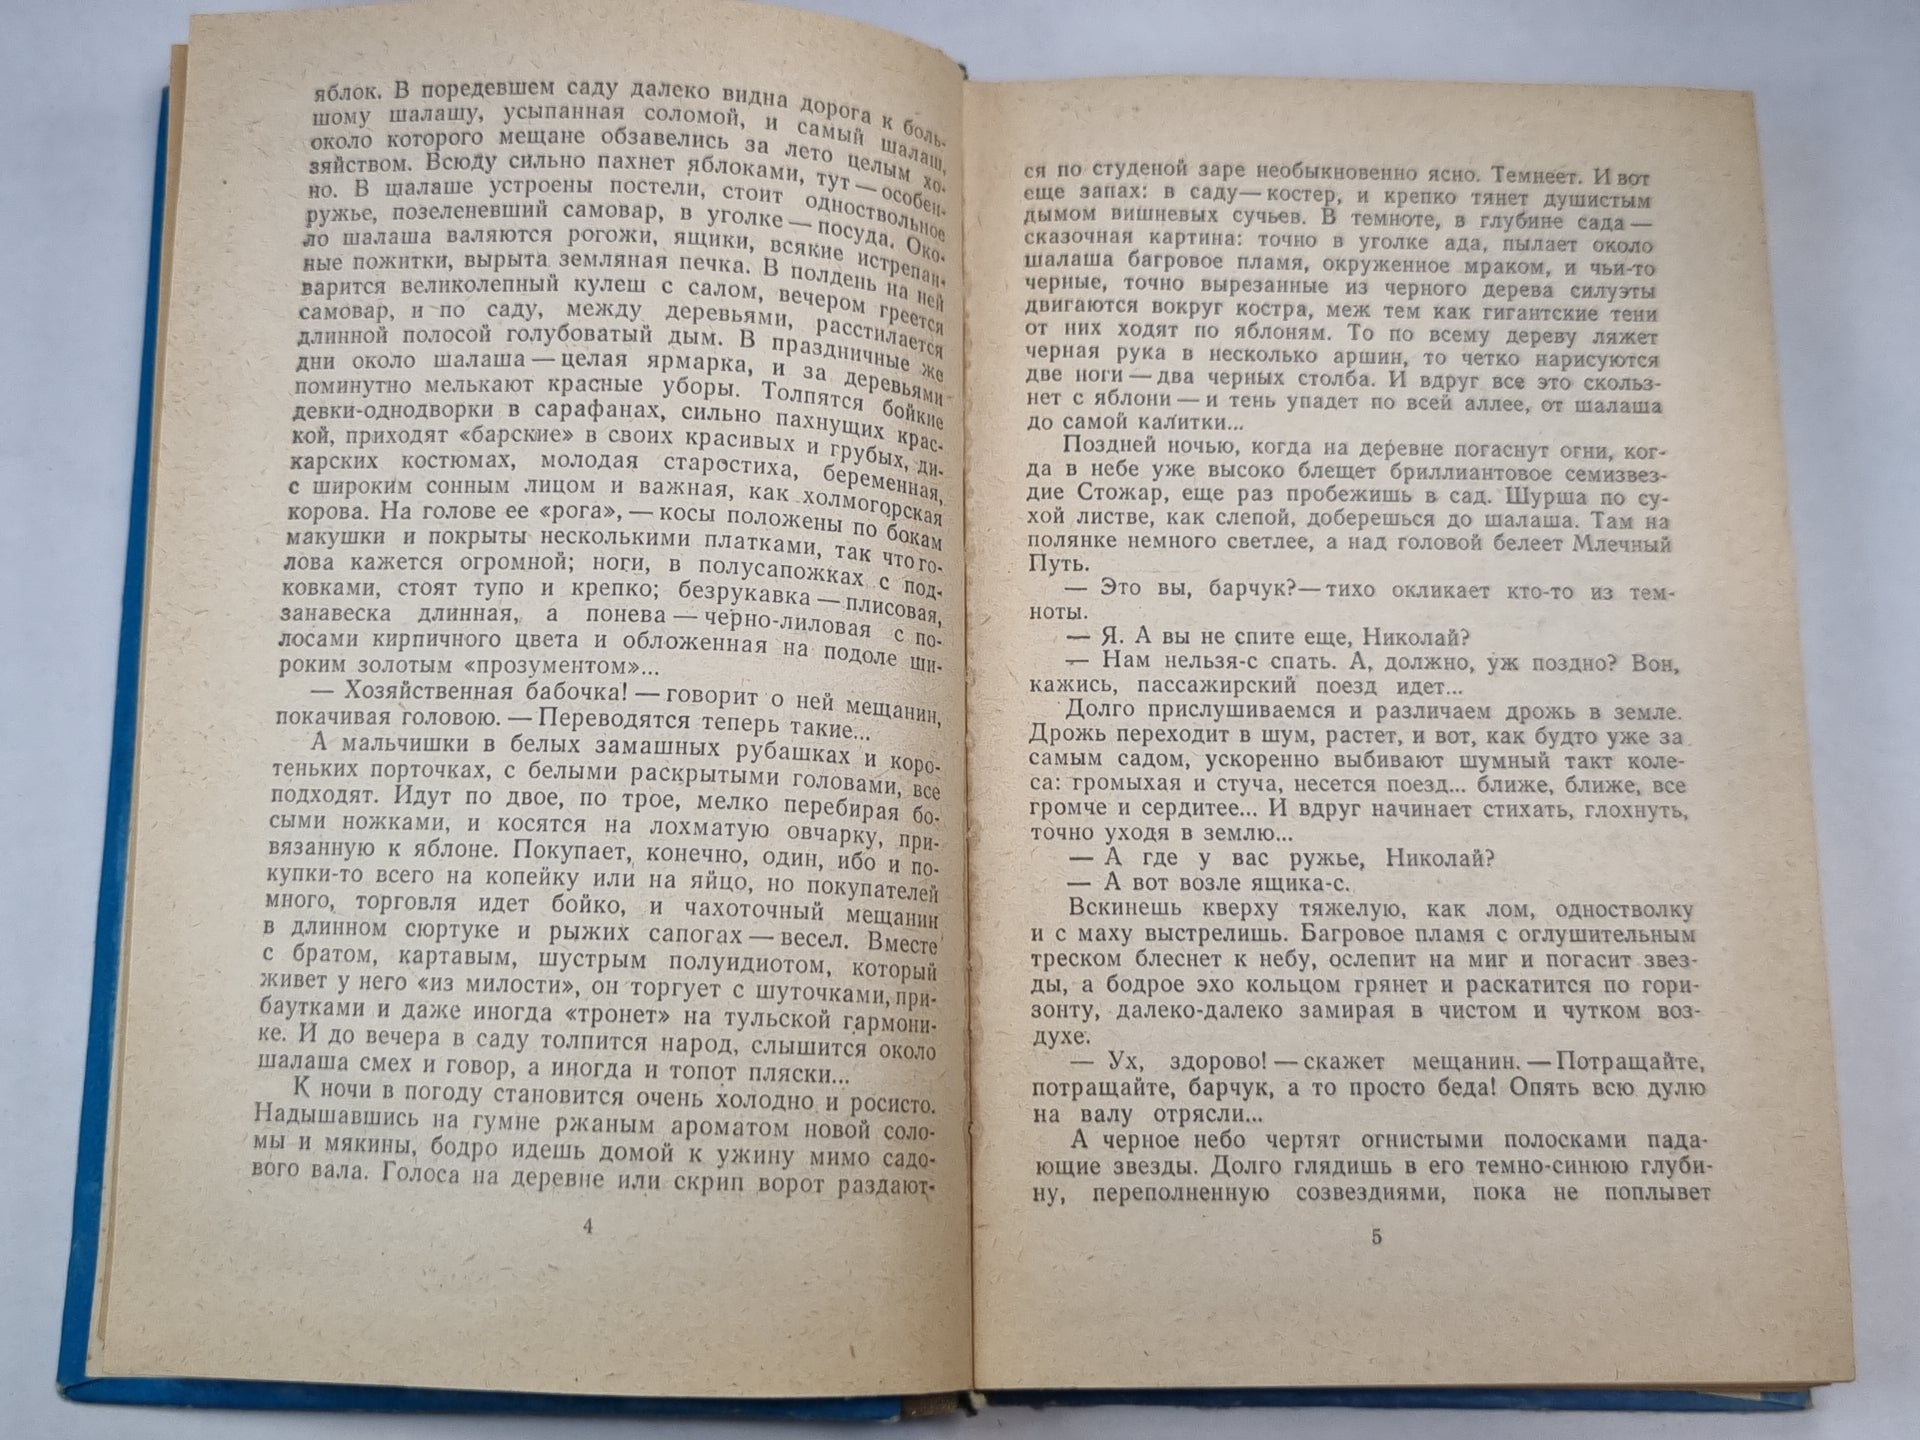 яблок. В поредевшем саду далеко видна дорога к боль-
шому шалашу, усыпанная соломой, и самый шалаш,
около которого мещане обзавелись за лето целым хо-
зяйством. Всюду сильно пахнет яблоками, тут — особен-
но. В шалаше устроены постели, стоит одноствольное
ружье, позеленевший самовар, в уголке — посуда. Око-
ло шалаша валяются рогожи, ящики, всякие истрепан-
ные пожитки, вырыта земляная печка. В полдень на ней
варится великолепный кулеш с салом, вечером греется
самовар, и по саду, между деревьями, расстилается
длинной полосой голубоватый дым. В праздничные же
дни около шалаша — целая ярмарка, и за деревьями
поминутно мелькают красные уборы. Толпятся бойкие
девки-однодворки в сарафанах, сильно пахнущих крас-
кой, приходят «барские» в своих красивых и грубых, ди-
карских костюмах, молодая старостиха, беременная,
с широким сонным лицом и важная, как холмогорская
корова. На голове ее «рога», — косы положены по бокам
макушки и покрыты несколькими платками, так что го-
лова кажется огромной; ноги, в полусапожках с под-
ковками, стоят тупо и крепко; безрукавка — плисовая,
занавеска длинная, а понева — черно-лиловая с по-
лосами кирпичного цвета и обложенная на подоле ши-
роким золотым «прозументом»...
— Хозяйственная бабочка! — говорит о ней мещанин,
покачивая головою. — Переводятся теперь такие...
А мальчишки в белых замашных рубашках и коро-
теньких порточках, с белыми раскрытыми головами, все
подходят. Идут по двое, по трое, мелко перебирая бо-
сыми ножками, и косятся на лохматую овчарку, при-
вязанную к яблоне. Покупает, конечно, один, ибо и по-
купки-то всего на копейку или на яйцо, но покупателей
много, торговля идет бойко, и чахоточный мещанин
в длинном сюртуке и рыжих сапогах — весел. Вместе
с братом, картавым, шустрым полуидиотом, который
живет у него «из милости», он торгует с шуточками, при-
баутками и даже иногда «тронет» на тульской гармони-
ке. И до вечера в саду толпится народ, слышится около
шалаша смех и говор, а иногда и топот пляски...
К ночи в погоду становится очень холодно и росисто.
Надышавшись на гумне ржаным ароматом новой соло-
мы и мякины, бодро идешь домой к ужину мимо садо-
вого вала. Голоса на деревне или скрип ворот раздают-
4
ся по студеной заре необыкновенно ясно. Темнеет. И вот
еще запах: в саду — костер, и крепко тянет душистым
дымом вишневых сучьев. В темноте, в глубине сада —
сказочная картина: точно в уголке ада, пылает около
шалаша багровое пламя, окруженное мраком, и чьи-то
черные, точно вырезанные из черного дерева силуэты
двигаются вокруг костра, меж тем как гигантские тени
от них ходят по яблоням. То по всему дереву ляжет
черная рука в несколько аршин, то четко нарисуются
две ноги — два черных столба. И вдруг все это скольз-
нет с яблони — и тень упадет по всей аллее, от шалаша
до самой калитки...
Поздней ночью, когда на деревне погаснут огни, ког-
да в небе уже высоко блещет бриллиантовое семизвез-
дие Стожар, еще раз пробежишь в сад. Шурша по су-
хой листве, как слепой, доберешься до шалаша. Там на
полянке немного светлее, а над головой белеет Млечный
Путь.
— Это вы, барчук? — тихо окликает кто-то из тем-
ноты.
— Я. А вы не спите еще, Николай?
— Нам нельзя-с спать. А, должно, уж поздно? Вон,
кажись, пассажирский поезд идет...
Долго прислушиваемся и различаем дрожь в земле.
Дрожь переходит в шум, растет, и вот, как будто уже за
самым садом, ускоренно выбивают шумный такт коле-
са: громыхая и стуча, несется поезд... ближе, ближе, все
громче и сердитее... И вдруг начинает стихать, глохнуть,
точно уходя в землю...
— А где у вас ружье, Николай?
— А вот возле ящика-с.
Вскинешь кверху тяжелую, как лом, одностволку
и с маху выстрелишь. Багровое пламя с оглушительным
треском блеснет к небу, ослепит на миг и погасит звез-
ды, а бодрое эхо кольцом грянет и раскатится по гори-
зонту, далеко-далеко замирая в чистом и чутком воз-
духе.
— Ух, здорово! — скажет мещанин. — Потращайте,
потращайте, барчук, а то просто беда! Опять всю дулю
на валу отрясли...
А черное небо чертят огнистыми полосками пада-
ющие звезды. Долго глядишь в его темно-синюю глуби-
ну, переполненную созвездиями, пока не поплывет
5